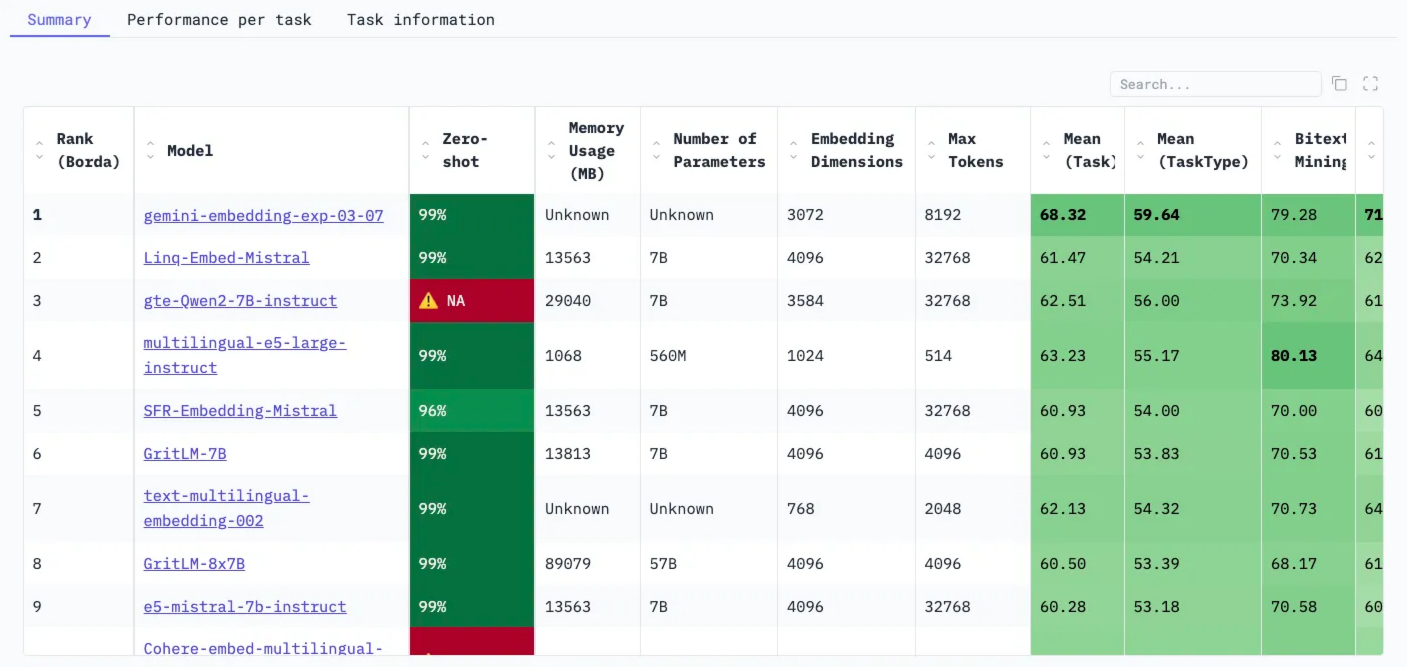 Summary Performance per task Task information
Search...
Rank (Borda) Model Zero-shot Memory Usage (MB) Number of Parameters Embedding Dimensions Max Tokens Mean (Task) Mean (TaskType) Bitext Mining
1 gemini-embedding-exp-03-07 99% Unknown Unknown 3072 8192 68.32 59.64 79.28 71
2 Linq-Embed-Mistral 99% 13563 7B 4096 32768 61.47 54.21 70.34 62
3 gte-Qwen2-7B-instruct ⚠️ NA 29040 7B 3584 32768 62.51 56.00 73.92 61
4 multilingual-e5-large-instruct 99% 1068 560M 1024 514 63.23 55.17 80.13 64
5 SFR-Embedding-Mistral 96% 13563 7B 4096 32768 60.93 54.00 70.00 60
6 GritLM-7B 99% 13813 7B 4096 4096 60.93 53.83 70.53 61
7 text-multilingual-embedding-002 99% Unknown Unknown 768 2048 62.13 54.32 70.73 64
8 GritLM-8x7B 99% 89079 57B 4096 4096 60.50 53.39 68.17 61
9 e5-mistral-7b-instruct 99% 13563 7B 4096 32768 60.28 53.18 70.58 60
Cohere-embed-multilingual-